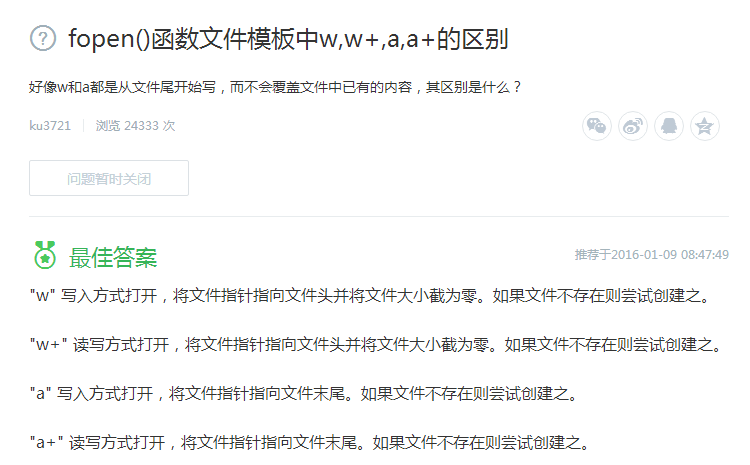 fopen()函数文件模板中w,w+,a,a+的区别
好像w和a都是从文件尾开始写，而不会覆盖文件中已有的内容，其区别是什么？
ku3721 浏览 24333 次
问题暂时关闭
最佳答案 推荐于2016-01-09 08:47:49
"w" 写入方式打开，将文件指针指向文件头并将文件大小截为零。如果文件不存在则尝试创建之。
"w+" 读写方式打开，将文件指针指向文件头并将文件大小截为零。如果文件不存在则尝试创建之。
"a" 写入方式打开，将文件指针指向文件末尾。如果文件不存在则尝试创建之。
"a+" 读写方式打开，将文件指针指向文件末尾。如果文件不存在则尝试创建之。